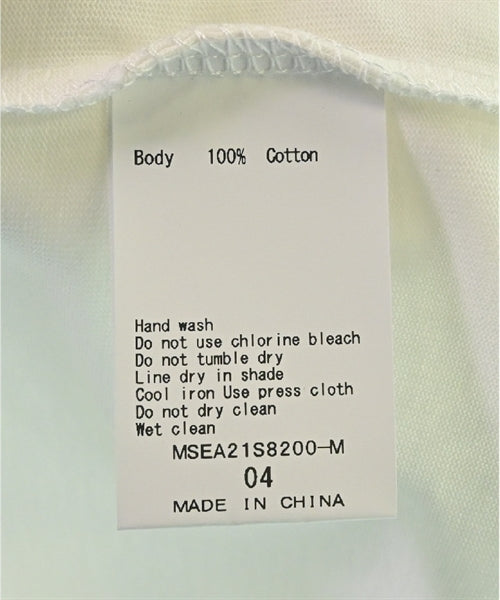 Body 100% Cotton
Hand wash
Do not use chlorine bleach
Do not tumble dry
Line dry in shade
Cool iron Use press cloth
Do not dry clean
Wet clean
MSEA21S8200-M
04
MADE IN CHINA